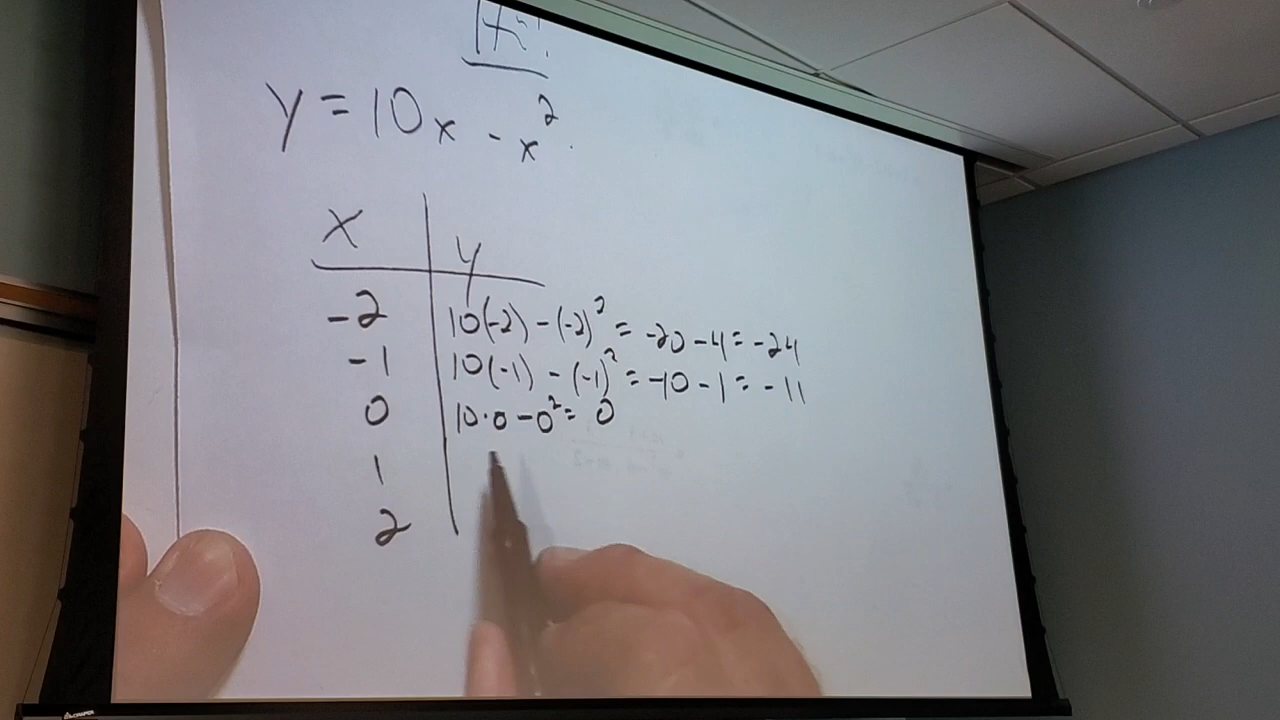 y = 10x - x²
x y
-2 10(-2) - (-2)² = -20 - 4 = -24
-1 10(-1) - (-1)² = -10 - 1 = -11
0 10·0 - 0² = 0
1
2